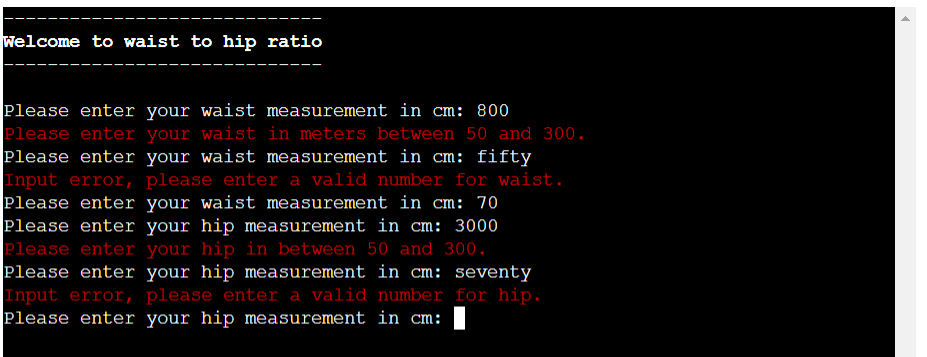 -----------------------------
Welcome to waist to hip ratio
-----------------------------
Please enter your waist measurement in cm: 800
Please enter your waist in meters between 50 and 300.
Please enter your waist measurement in cm: fifty
Input error, please enter a valid number for waist.
Please enter your waist measurement in cm: 70
Please enter your hip measurement in cm: 3000
Please enter your hip in between 50 and 300.
Please enter your hip measurement in cm: seventy
Input error, please enter a valid number for hip.
Please enter your hip measurement in cm: